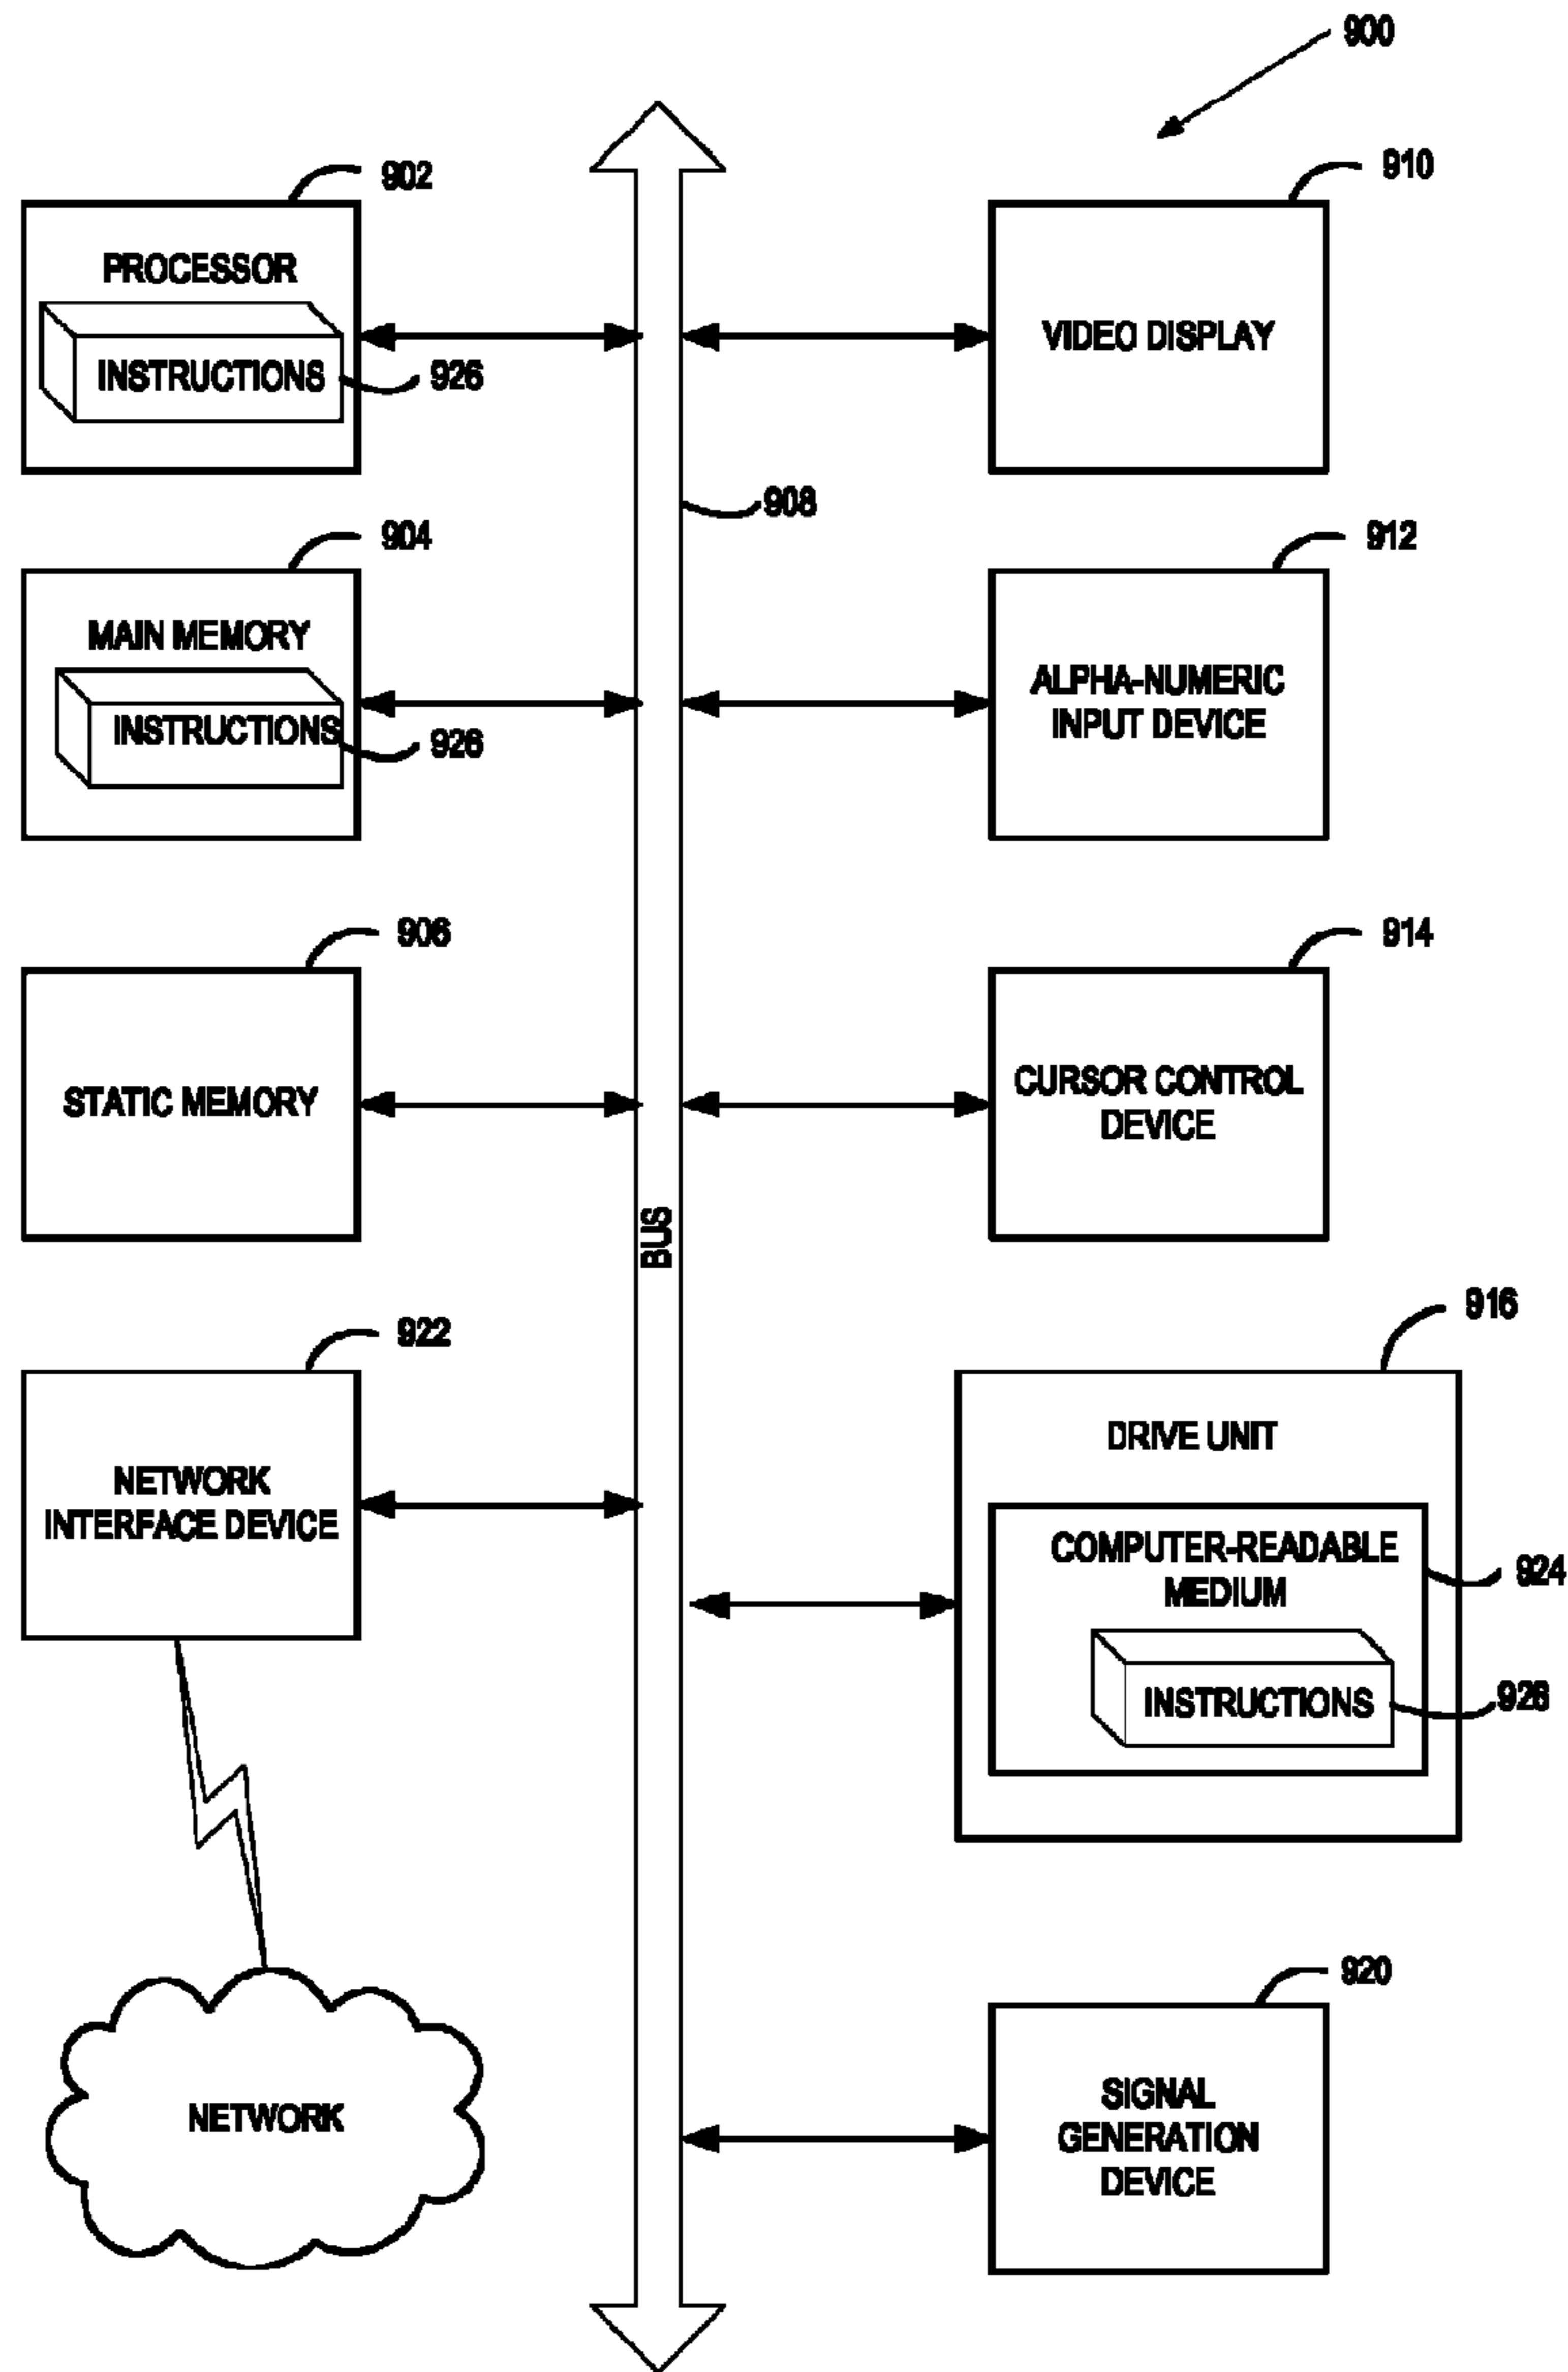 900
902
PROCESSOR
INSTRUCTIONS
926
910
VIDEO DISPLAY
908
904
MAIN MEMORY
INSTRUCTIONS
926
912
ALPHA-NUMERIC
INPUT DEVICE
906
STATIC MEMORY
914
CURSOR CONTROL
DEVICE
BUS
922
NETWORK
INTERFACE DEVICE
916
DRIVE UNIT
COMPUTER-READABLE
MEDIUM
924
INSTRUCTIONS
926
NETWORK
920
SIGNAL
GENERATION
DEVICE